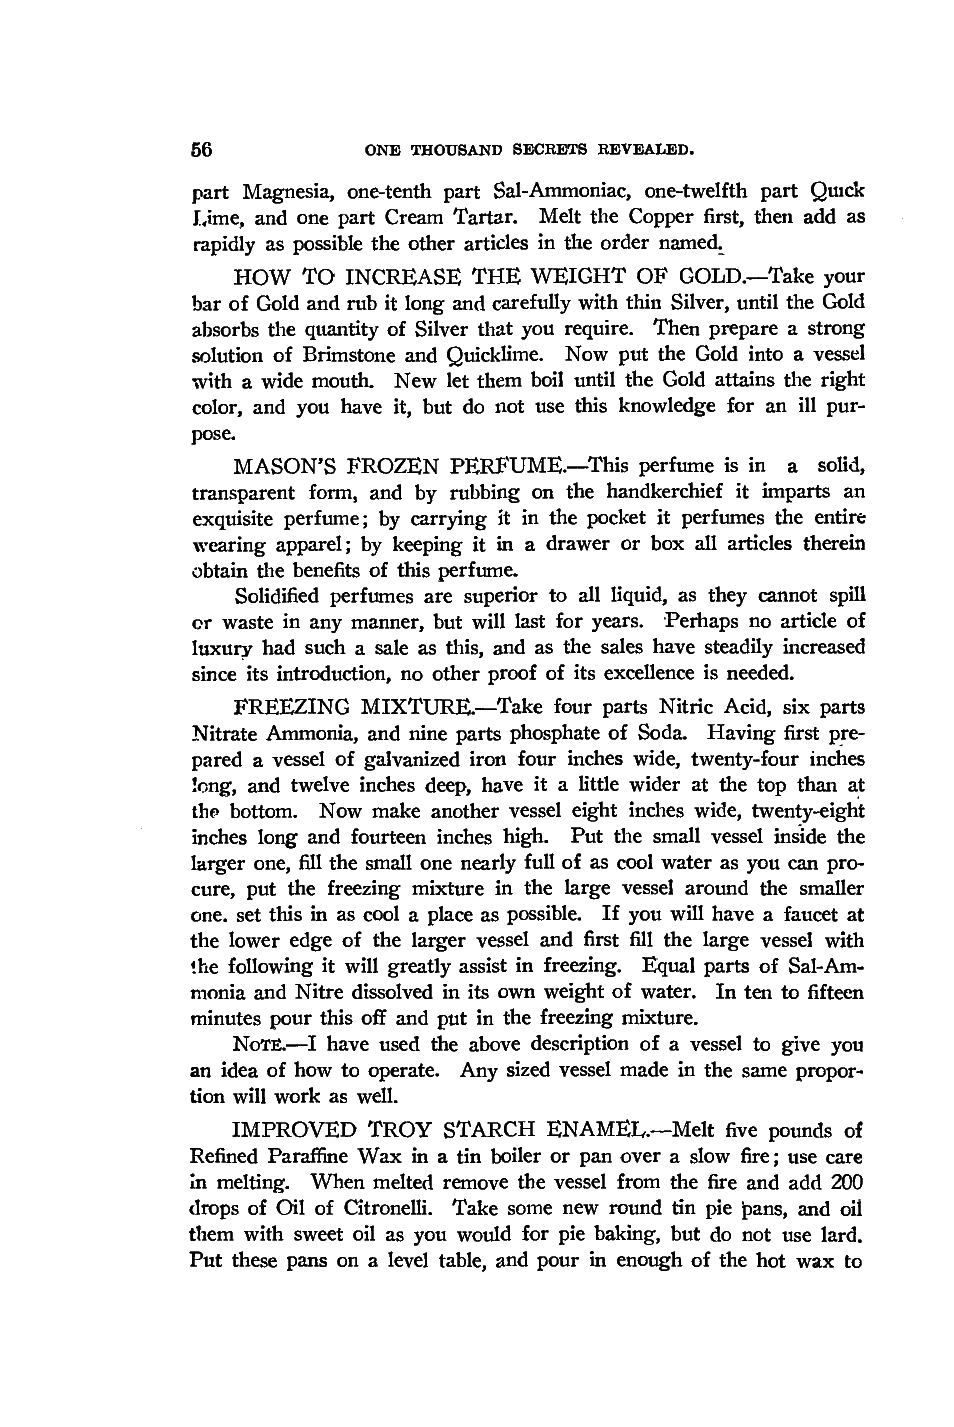 56 ONE THOUSAND SECRETS REVEALED.
part Magnesia, one-tenth part Sal-Ammoniac, one-twelfth part Quick
Lime, and one part Cream Tartar. Melt the Copper first, then add as
rapidly as possible the other articles in the order named.
HOW TO INCREASE THE WEIGHT OF GOLD.—Take your
bar of Gold and rub it long and carefully with thin Silver, until the Gold
absorbs the quantity of Silver that you require. Then prepare a strong
solution of Brimstone and Quicklime. Now put the Gold into a vessel
with a wide mouth. New let them boil until the Gold attains the right
color, and you have it, but do not use this knowledge for an ill pur-
pose.
MASON'S FROZEN PERFUME.—This perfume is in a solid,
transparent form, and by rubbing on the handkerchief it imparts an
exquisite perfume; by carrying it in the pocket it perfumes the entire
wearing apparel; by keeping it in a drawer or box all articles therein
obtain the benefits of this perfume.
Solidified perfumes are superior to all liquid, as they cannot spill
or waste in any manner, but will last for years. Perhaps no article of
luxury had such a sale as this, and as the sales have steadily increased
since its introduction, no other proof of its excellence is needed.
FREEZING MIXTURE.—Take four parts Nitric Acid, six parts
Nitrate Ammonia, and nine parts phosphate of Soda. Having first pre-
pared a vessel of galvanized iron four inches wide, twenty-four inches
long, and twelve inches deep, have it a little wider at the top than at
the bottom. Now make another vessel eight inches wide, twenty-eight
inches long and fourteen inches high. Put the small vessel inside the
larger one, fill the small one nearly full of as cool water as you can pro-
cure, put the freezing mixture in the large vessel around the smaller
one. set this in as cool a place as possible. If you will have a faucet at
the lower edge of the larger vessel and first fill the large vessel with
the following it will greatly assist in freezing. Equal parts of Sal-Am-
monia and Nitre dissolved in its own weight of water. In ten to fifteen
minutes pour this off and put in the freezing mixture.
NOTE.—I have used the above description of a vessel to give you
an idea of how to operate. Any sized vessel made in the same propor-
tion will work as well.
IMPROVED TROY STARCH ENAMEL.—Melt five pounds of
Refined Paraffine Wax in a tin boiler or pan over a slow fire; use care
in melting. When melted remove the vessel from the fire and add 200
drops of Oil of Citronelli. Take some new round tin pie pans, and oil
them with sweet oil as you would for pie baking, but do not use lard.
Put these pans on a level table, and pour in enough of the hot wax to